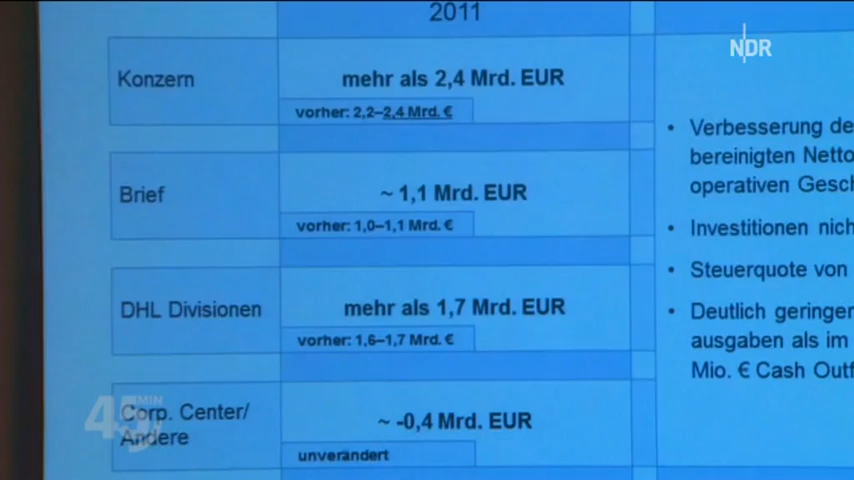 2011
NDR
Konzern
mehr als 2,4 Mrd. EUR
vorher: 2,2–2,4 Mrd. €
Brief
~ 1,1 Mrd. EUR
vorher: 1,0–1,1 Mrd. €
DHL Divisionen
mehr als 1,7 Mrd. EUR
vorher: 1,6–1,7 Mrd. €
Corp. Center/
Andere
~ -0,4 Mrd. EUR
unverändert
• Verbesserung de
bereinigten Netto
operativen Gesch
• Investitionen nich
• Steuerquote von
• Deutlich geringer
ausgaben als im
Mio. € Cash Outf
45 MIN